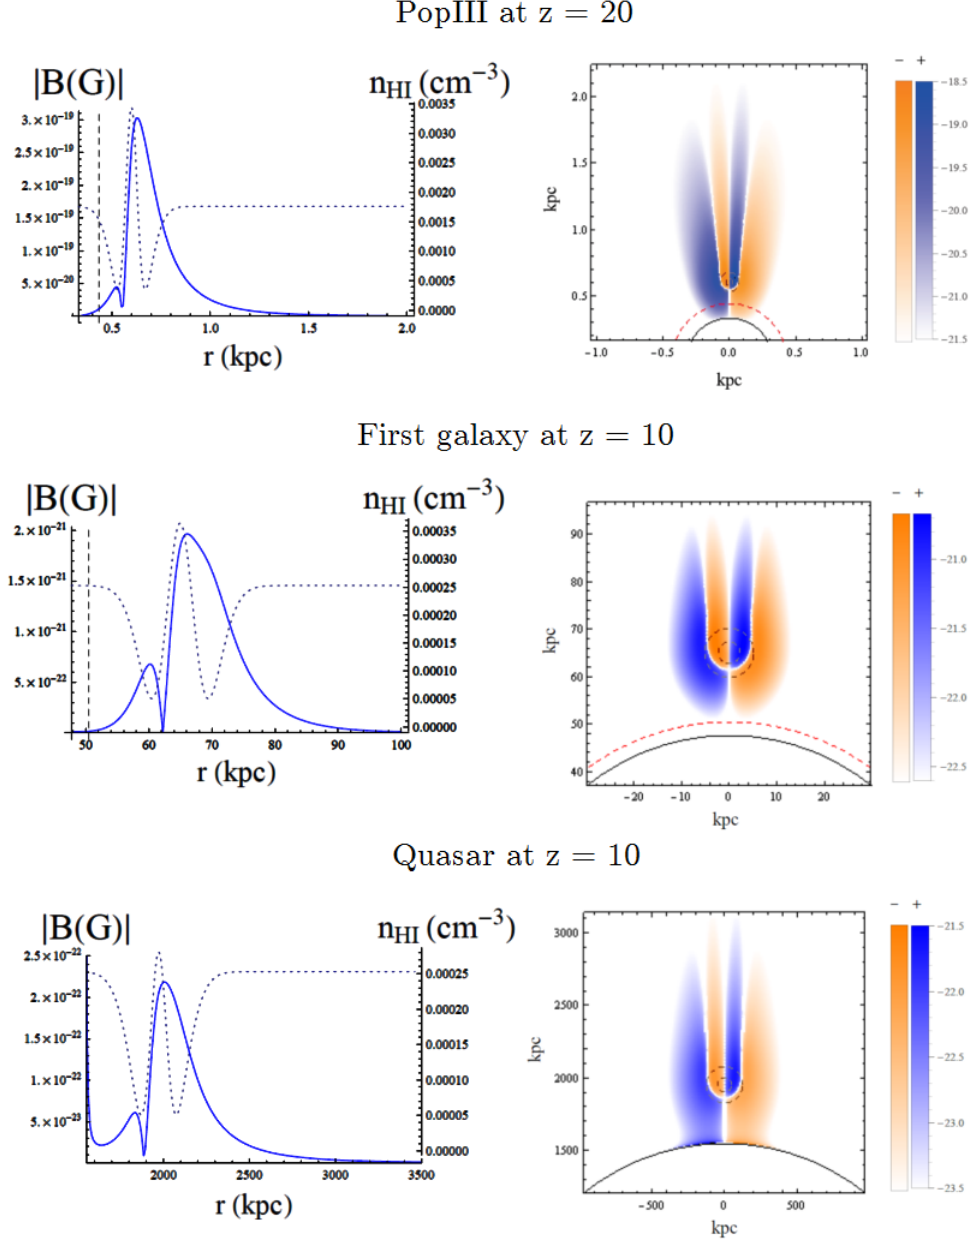 PopIII at z = 20
|B(G)|
n_HI (cm⁻³)
3.×10⁻¹⁹
2.5×10⁻¹⁹
2.×10⁻¹⁹
1.5×10⁻¹⁹
1.×10⁻¹⁹
5.×10⁻²⁰
0.0035
0.0030
0.0025
0.0020
0.0015
0.0010
0.0005
0.0000
0.5 1.0 1.5 2.0
r (kpc)
kpc
2.0
1.5
1.0
0.5
-1.0 -0.5 0.0 0.5 1.0
kpc
− +
-18.5
-19.0
-19.5
-20.0
-20.5
-21.0
-21.5
First galaxy at z = 10
|B(G)|
n_HI (cm⁻³)
2.×10⁻²¹
1.5×10⁻²¹
1.×10⁻²¹
5.×10⁻²²
0.00035
0.00030
0.00025
0.00020
0.00015
0.00010
0.00005
0.00000
50 60 70 80 90 100
r (kpc)
kpc
90
80
70
60
50
40
-20 -10 0 10 20
kpc
− +
-21.0
-21.5
-22.0
-22.5
Quasar at z = 10
|B(G)|
n_HI (cm⁻³)
2.5×10⁻²²
2.×10⁻²²
1.5×10⁻²²
1.×10⁻²²
5.×10⁻²³
0.00025
0.00020
0.00015
0.00010
0.00005
0.00000
2000 2500 3000 3500
r (kpc)
kpc
3000
2500
2000
1500
-500 0 500
kpc
− +
-21.5
-22.0
-22.5
-23.0
-23.5